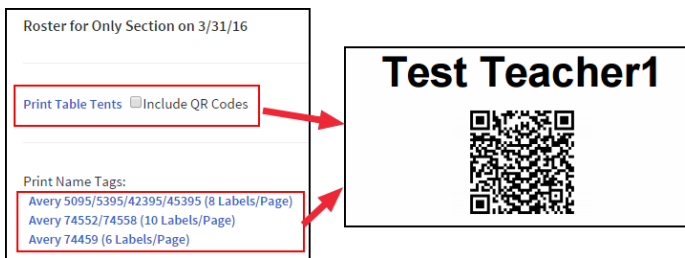 Roster for Only Section on 3/31/16
Print Table Tents Include QR Codes
Print Name Tags:
Avery 5095/5395/42395/45395 (8 Labels/Page)
Avery 74552/74558 (10 Labels/Page)
Avery 74459 (6 Labels/Page)
Test Teacher1